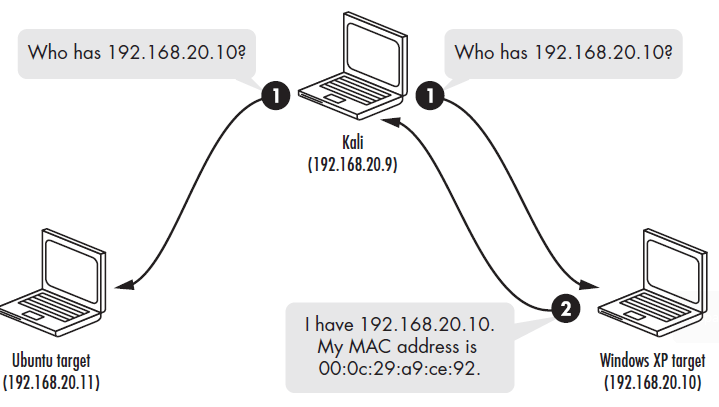 Who has 192.168.20.10?
Who has 192.168.20.10?
1
1
Kali
(192.168.20.9)
2
I have 192.168.20.10.
My MAC address is
00:0c:29:a9:ce:92.
Ubuntu target
(192.168.20.11)
Windows XP target
(192.168.20.10)